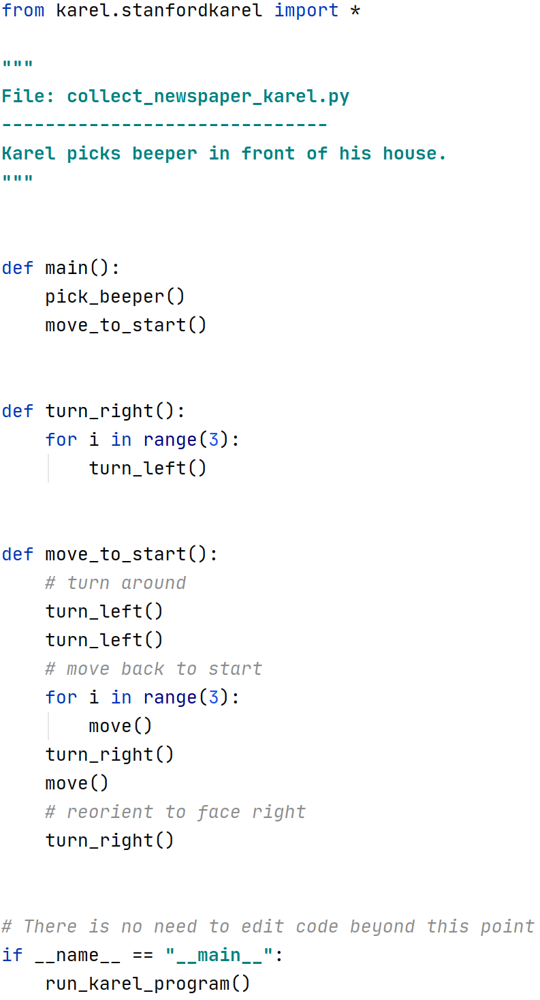 from karel.stanfordkarel import *
"""
File: collect_newspaper_karel.py
------------------------------
Karel picks beeper in front of his house.
"""
def main():
    pick_beeper()
    move_to_start()
def turn_right():
    for i in range(3):
        turn_left()
def move_to_start():
    # turn around
    turn_left()
    turn_left()
    # move back to start
    for i in range(3):
        move()
    turn_right()
    move()
    # reorient to face right
    turn_right()
# There is no need to edit code beyond this point
if __name__ == "__main__":
    run_karel_program()